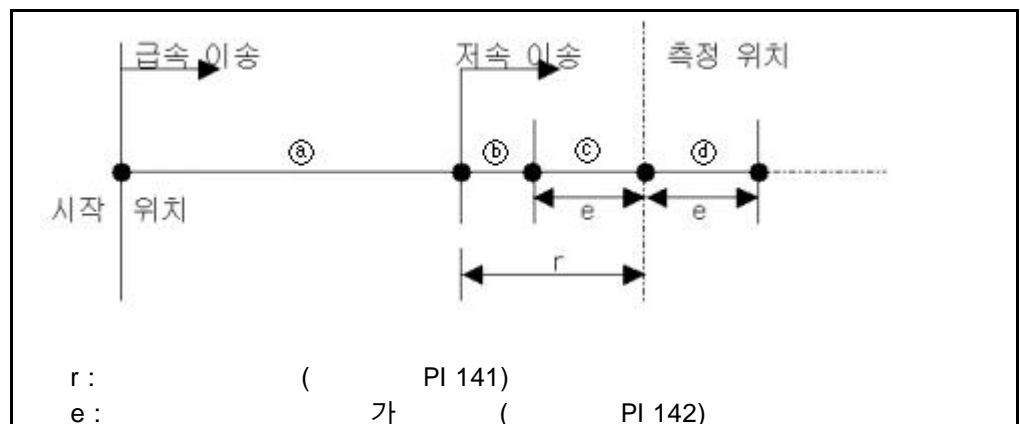 급속 이송 저속 이송 측정 위치
ⓐ ⓑ ⓒ ⓓ
시작 위치 e e
r
r : ( PI 141)
e : 가 ( PI 142)